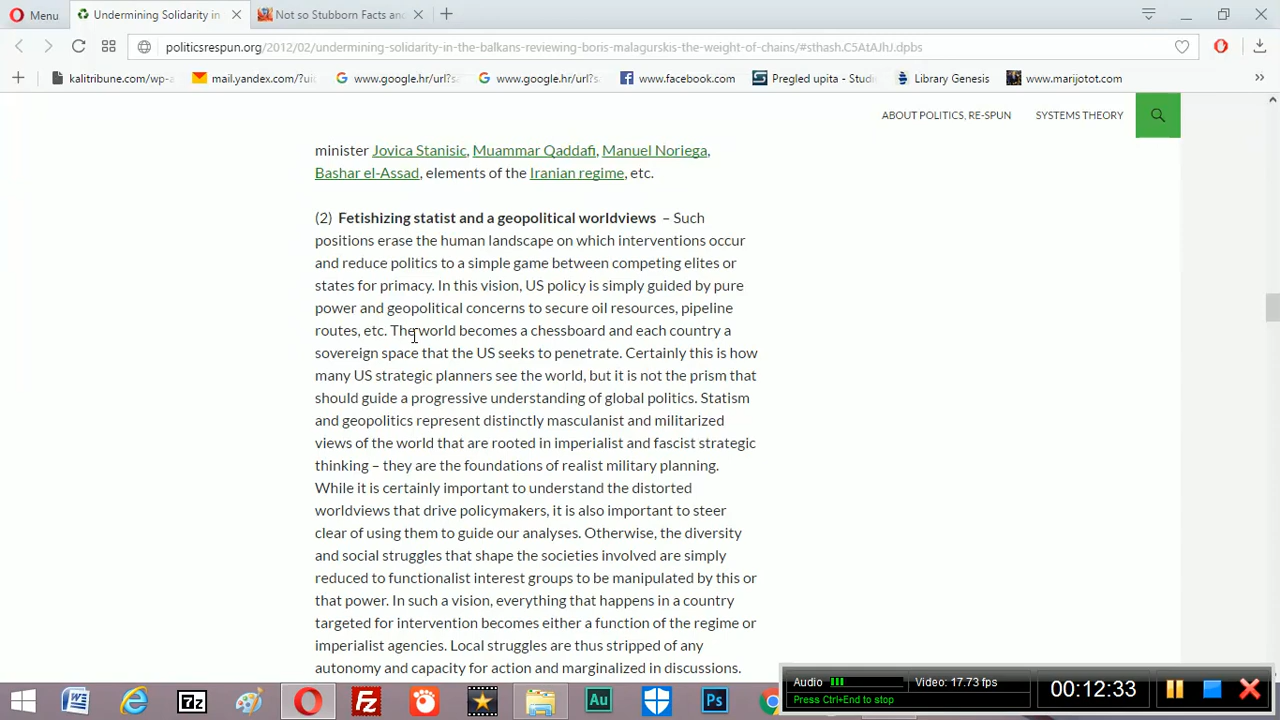 Menu
Undermining Solidarity in
Not so Stubborn Facts and
politicsrespun.org/2012/02/undermining-solidarity-in-the-balkans-reviewing-boris-malagurskis-the-weight-of-chains/#sthash.C5AtAJhJ.dpbs
kalitribune.com/wp-a
mail.yandex.com/?ui
www.google.hr/url?s
www.google.hr/url?s
www.facebook.com
Pregled upita - Studi
Library Genesis
www.marijotot.com
ABOUT POLITICS, RE-SPUN
SYSTEMS THEORY
minister Jovica Stanisic, Muammar Qaddafi, Manuel Noriega,
Bashar el-Assad, elements of the Iranian regime, etc.
(2) Fetishizing statist and a geopolitical worldviews – Such
positions erase the human landscape on which interventions occur
and reduce politics to a simple game between competing elites or
states for primacy. In this vision, US policy is simply guided by pure
power and geopolitical concerns to secure oil resources, pipeline
routes, etc. The world becomes a chessboard and each country a
sovereign space that the US seeks to penetrate. Certainly this is how
many US strategic planners see the world, but it is not the prism that
should guide a progressive understanding of global politics. Statism
and geopolitics represent distinctly masculanist and militarized
views of the world that are rooted in imperialist and fascist strategic
thinking – they are the foundations of realist military planning.
While it is certainly important to understand the distorted
worldviews that drive policymakers, it is also important to steer
clear of using them to guide our analyses. Otherwise, the diversity
and social struggles that shape the societies involved are simply
reduced to functionalist interest groups to be manipulated by this or
that power. In such a vision, everything that happens in a country
targeted for intervention becomes either a function of the regime or
imperialist agencies. Local struggles are thus stripped of any
autonomy and capacity for action and marginalized in discussions.
Audio
Video: 17.73 fps
Press Ctrl+End to stop
00:12:33
7z
Au
Ps